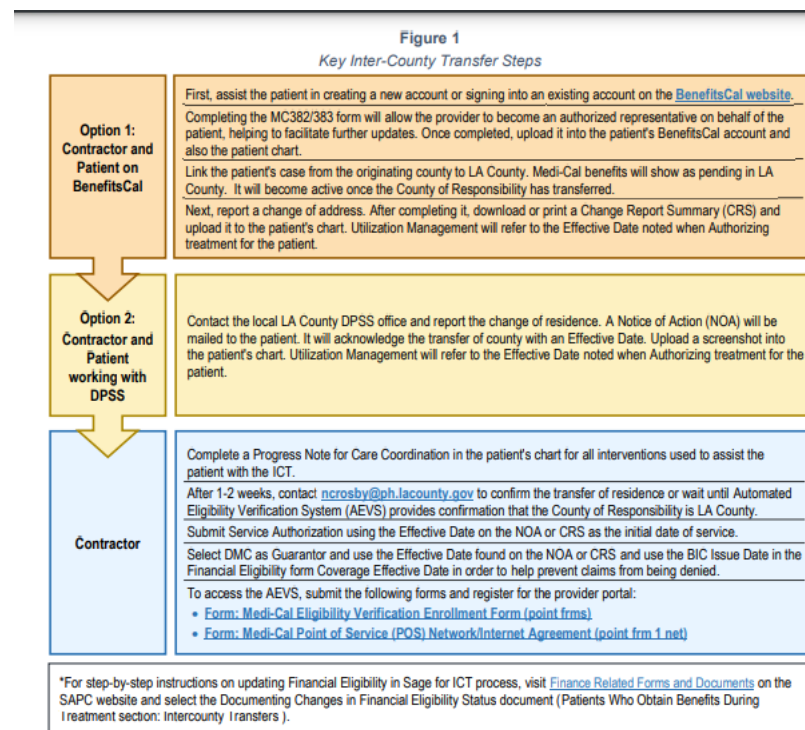 Figure 1
Key Inter-County Transfer Steps
Option 1:
Contractor and
Patient on
BenefitsCal
First, assist the patient in creating a new account or signing into an existing account on the BenefitsCal website.
Completing the MC382/383 form will allow the provider to become an authorized representative on behalf of the
patient, helping to facilitate further updates. Once completed, upload it into the patient's BenefitsCal account and
also the patient chart.
Link the patient's case from the originating county to LA County. Medi-Cal benefits will show as pending in LA
County. It will become active once the County of Responsibility has transferred.
Next, report a change of address. After completing it, download or print a Change Report Summary (CRS) and
upload it to the patient's chart. Utilization Management will refer to the Effective Date noted when Authorizing
treatment for the patient.
Option 2:
Contractor and
Patient
working with
DPSS
Contact the local LA County DPSS office and report the change of residence. A Notice of Action (NOA) will be
mailed to the patient. It will acknowledge the transfer of county with an Effective Date. Upload a screenshot into
the patient's chart. Utilization Management will refer to the Effective Date noted when Authorizing treatment for the
patient.
Contractor
Complete a Progress Note for Care Coordination in the patient's chart for all interventions used to assist the
patient with the ICT.
After 1-2 weeks, contact ncrosby@ph.lacounty.gov to confirm the transfer of residence or wait until Automated
Eligibility Verification System (AEVS) provides confirmation that the County of Responsibility is LA County.
Submit Service Authorization using the Effective Date on the NOA or CRS as the initial date of service.
Select DMC as Guarantor and use the Effective Date found on the NOA or CRS and use the BIC Issue Date in the
Financial Eligibility form Coverage Effective Date in order to help prevent claims from being denied.
To access the AEVS, submit the following forms and register for the provider portal:
• Form: Medi-Cal Eligibility Verification Enrollment Form (point frms)
• Form: Medi-Cal Point of Service (POS) Network/Internet Agreement (point frm 1 net)
*For step-by-step instructions on updating Financial Eligibility in Sage for ICT process, visit Finance Related Forms and Documents on the
SAPC website and select the Documenting Changes in Financial Eligibility Status document (Patients Who Obtain Benefits During
Treatment section: Intercounty Transfers ).